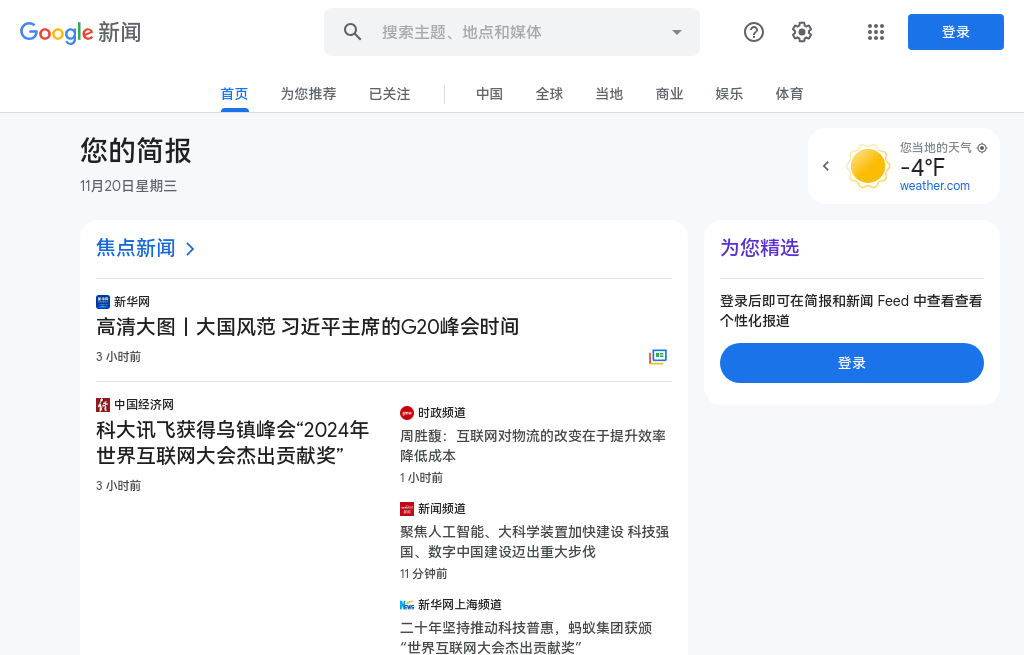 Google 新闻
搜索主题、地点和媒体
登录
首页
为您推荐
已关注
中国
全球
当地
商业
娱乐
体育
您的简报
11月20日星期三
您当地的天气
-4°F
weather.com
焦点新闻
新华网
高清大图丨大国风范 习近平主席的G20峰会时间
3 小时前
中国经济网
科大讯飞获得乌镇峰会“2024年
世界互联网大会杰出贡献奖”
3 小时前
时政频道
周胜馥：互联网对物流的改变在于提升效率
降低成本
1 小时前
新闻频道
聚焦人工智能、大科学装置加快建设 科技强
国、数字中国建设迈出重大步伐
11 分钟前
新华网上海频道
二十年坚持推动科技普惠，蚂蚁集团获颁
“世界互联网大会杰出贡献奖”
为您精选
登录后即可在简报和新闻 Feed 中查看查看
个性化报道
登录